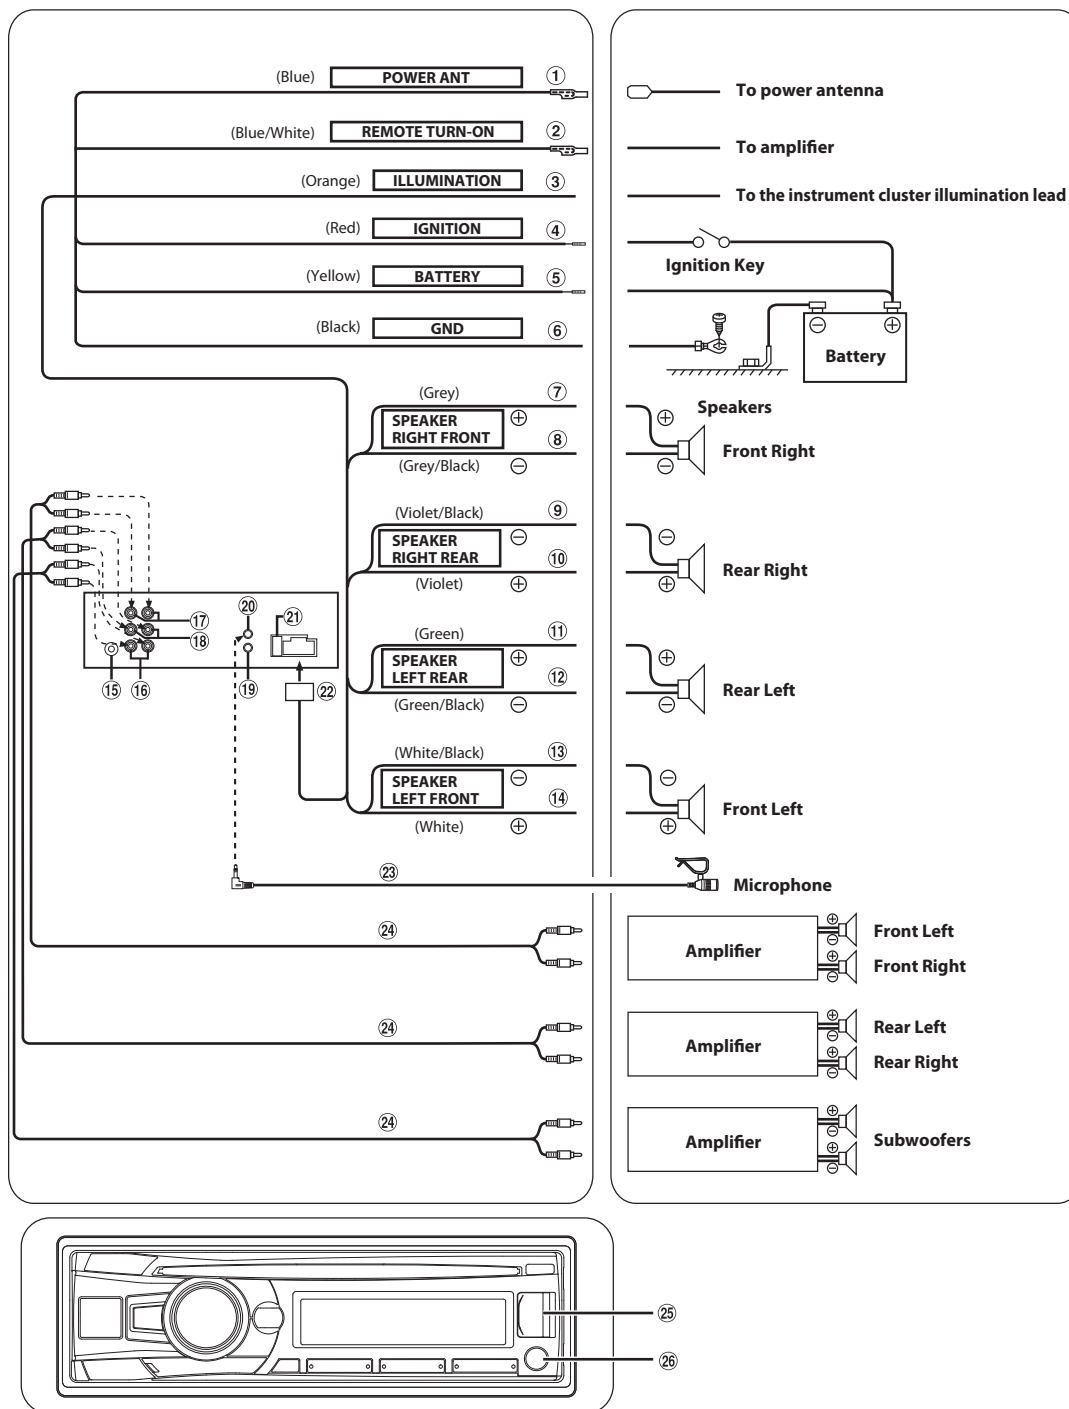 (Blue) POWER ANT ①
To power antenna
(Blue/White) REMOTE TURN-ON ②
To amplifier
(Orange) ILLUMINATION ③
To the instrument cluster illumination lead
(Red) IGNITION ④
Ignition Key
(Yellow) BATTERY ⑤
(Black) GND ⑥
⊖ ⊕
Battery
(Grey) ⑦
SPEAKER ⊕
RIGHT FRONT ⑧
(Grey/Black) ⊖
Speakers
⊕
Front Right
⊖
(Violet/Black) ⑨
SPEAKER ⊖
RIGHT REAR ⑩
(Violet) ⊕
⊖
Rear Right
⊕
⑰
⑱
⑳
㉑
⑮ ⑯ ⑲ ㉒
(Green) ⑪
SPEAKER ⊕
LEFT REAR ⑫
(Green/Black) ⊖
⊕
Rear Left
⊖
(White/Black) ⑬
SPEAKER ⊖
LEFT FRONT ⑭
(White) ⊕
⊖
Front Left
⊕
㉓
Microphone
㉔
Amplifier
⊕
Front Left
⊖
⊕
Front Right
⊖
㉔
Amplifier
⊕
Rear Left
⊖
⊕
Rear Right
⊖
㉔
Amplifier
⊕
⊖
Subwoofers
⊕
⊖
㉕
㉖